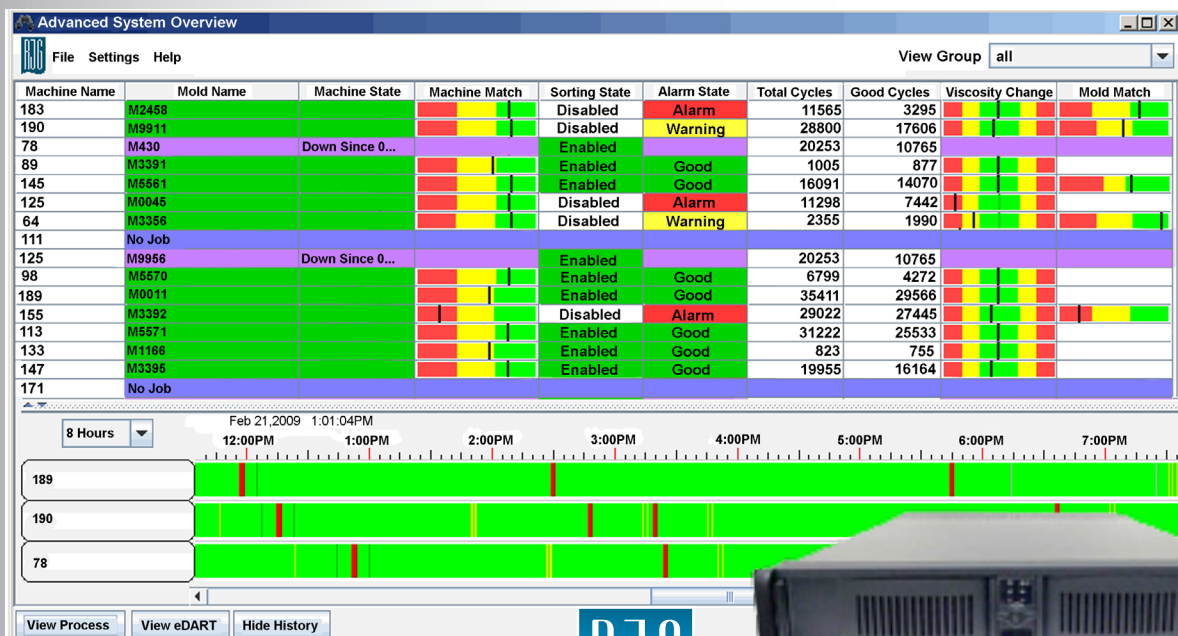 Advanced System Overview
RJG File Settings Help View Group all
Machine Name Mold Name Machine State Machine Match Sorting State Alarm State Total Cycles Good Cycles Viscosity Change Mold Match
183 M2458 Disabled Alarm 11565 3295
190 M9911 Disabled Warning 28800 17606
78 M430 Down Since 0... Enabled 20253 10765
89 M3391 Enabled Good 1005 877
145 M5561 Enabled Good 16091 14070
125 M0045 Disabled Alarm 11298 7442
64 M3356 Disabled Warning 2355 1990
111 No Job
125 M9956 Down Since 0... Enabled 20253 10765
98 M5570 Enabled Good 6799 4272
189 M0011 Enabled Good 35411 29566
155 M3392 Disabled Alarm 29022 27445
113 M5571 Enabled Good 31222 25533
133 M1166 Enabled Good 823 755
147 M3395 Enabled Good 19955 16164
171 No Job
Feb 21,2009 1:01:04PM
8 Hours 12:00PM 1:00PM 2:00PM 3:00PM 4:00PM 5:00PM 6:00PM 7:00PM
189
190
78
View Process View eDART Hide History